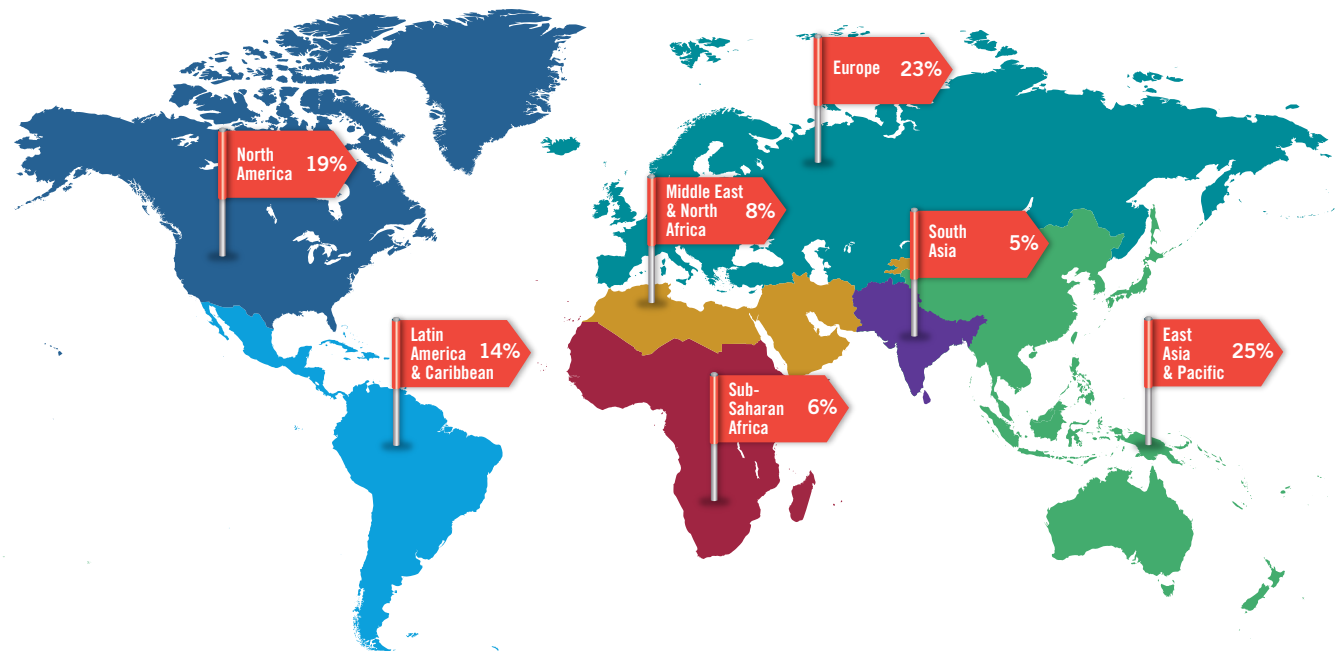 Europe 23%
North
America 19%
Middle East
& North
Africa 8%
South
Asia 5%
Latin
America 14%
& Caribbean
East
Asia
& Pacific 25%
Sub-
Saharan
Africa 6%